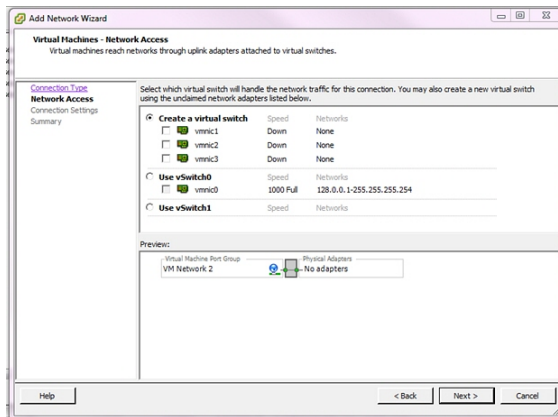 Add Network Wizard
Virtual Machines - Network Access
Virtual machines reach networks through uplink adapters attached to virtual switches.
Connection Type
Network Access
Connection Settings
Summary
Select which virtual switch will handle the network traffic for this connection. You may also create a new virtual switch
using the unclaimed network adapters listed below.
Create a virtual switch Speed Networks
vmnic1 Down None
vmnic2 Down None
vmnic3 Down None
Use vSwitch0 Speed Networks
vmnic0 1000 Full 128.0.0.1-255.255.255.254
Use vSwitch1 Speed Networks
Preview:
Virtual Machine Port Group Physical Adapters
VM Network 2 No adapters
Help < Back Next > Cancel